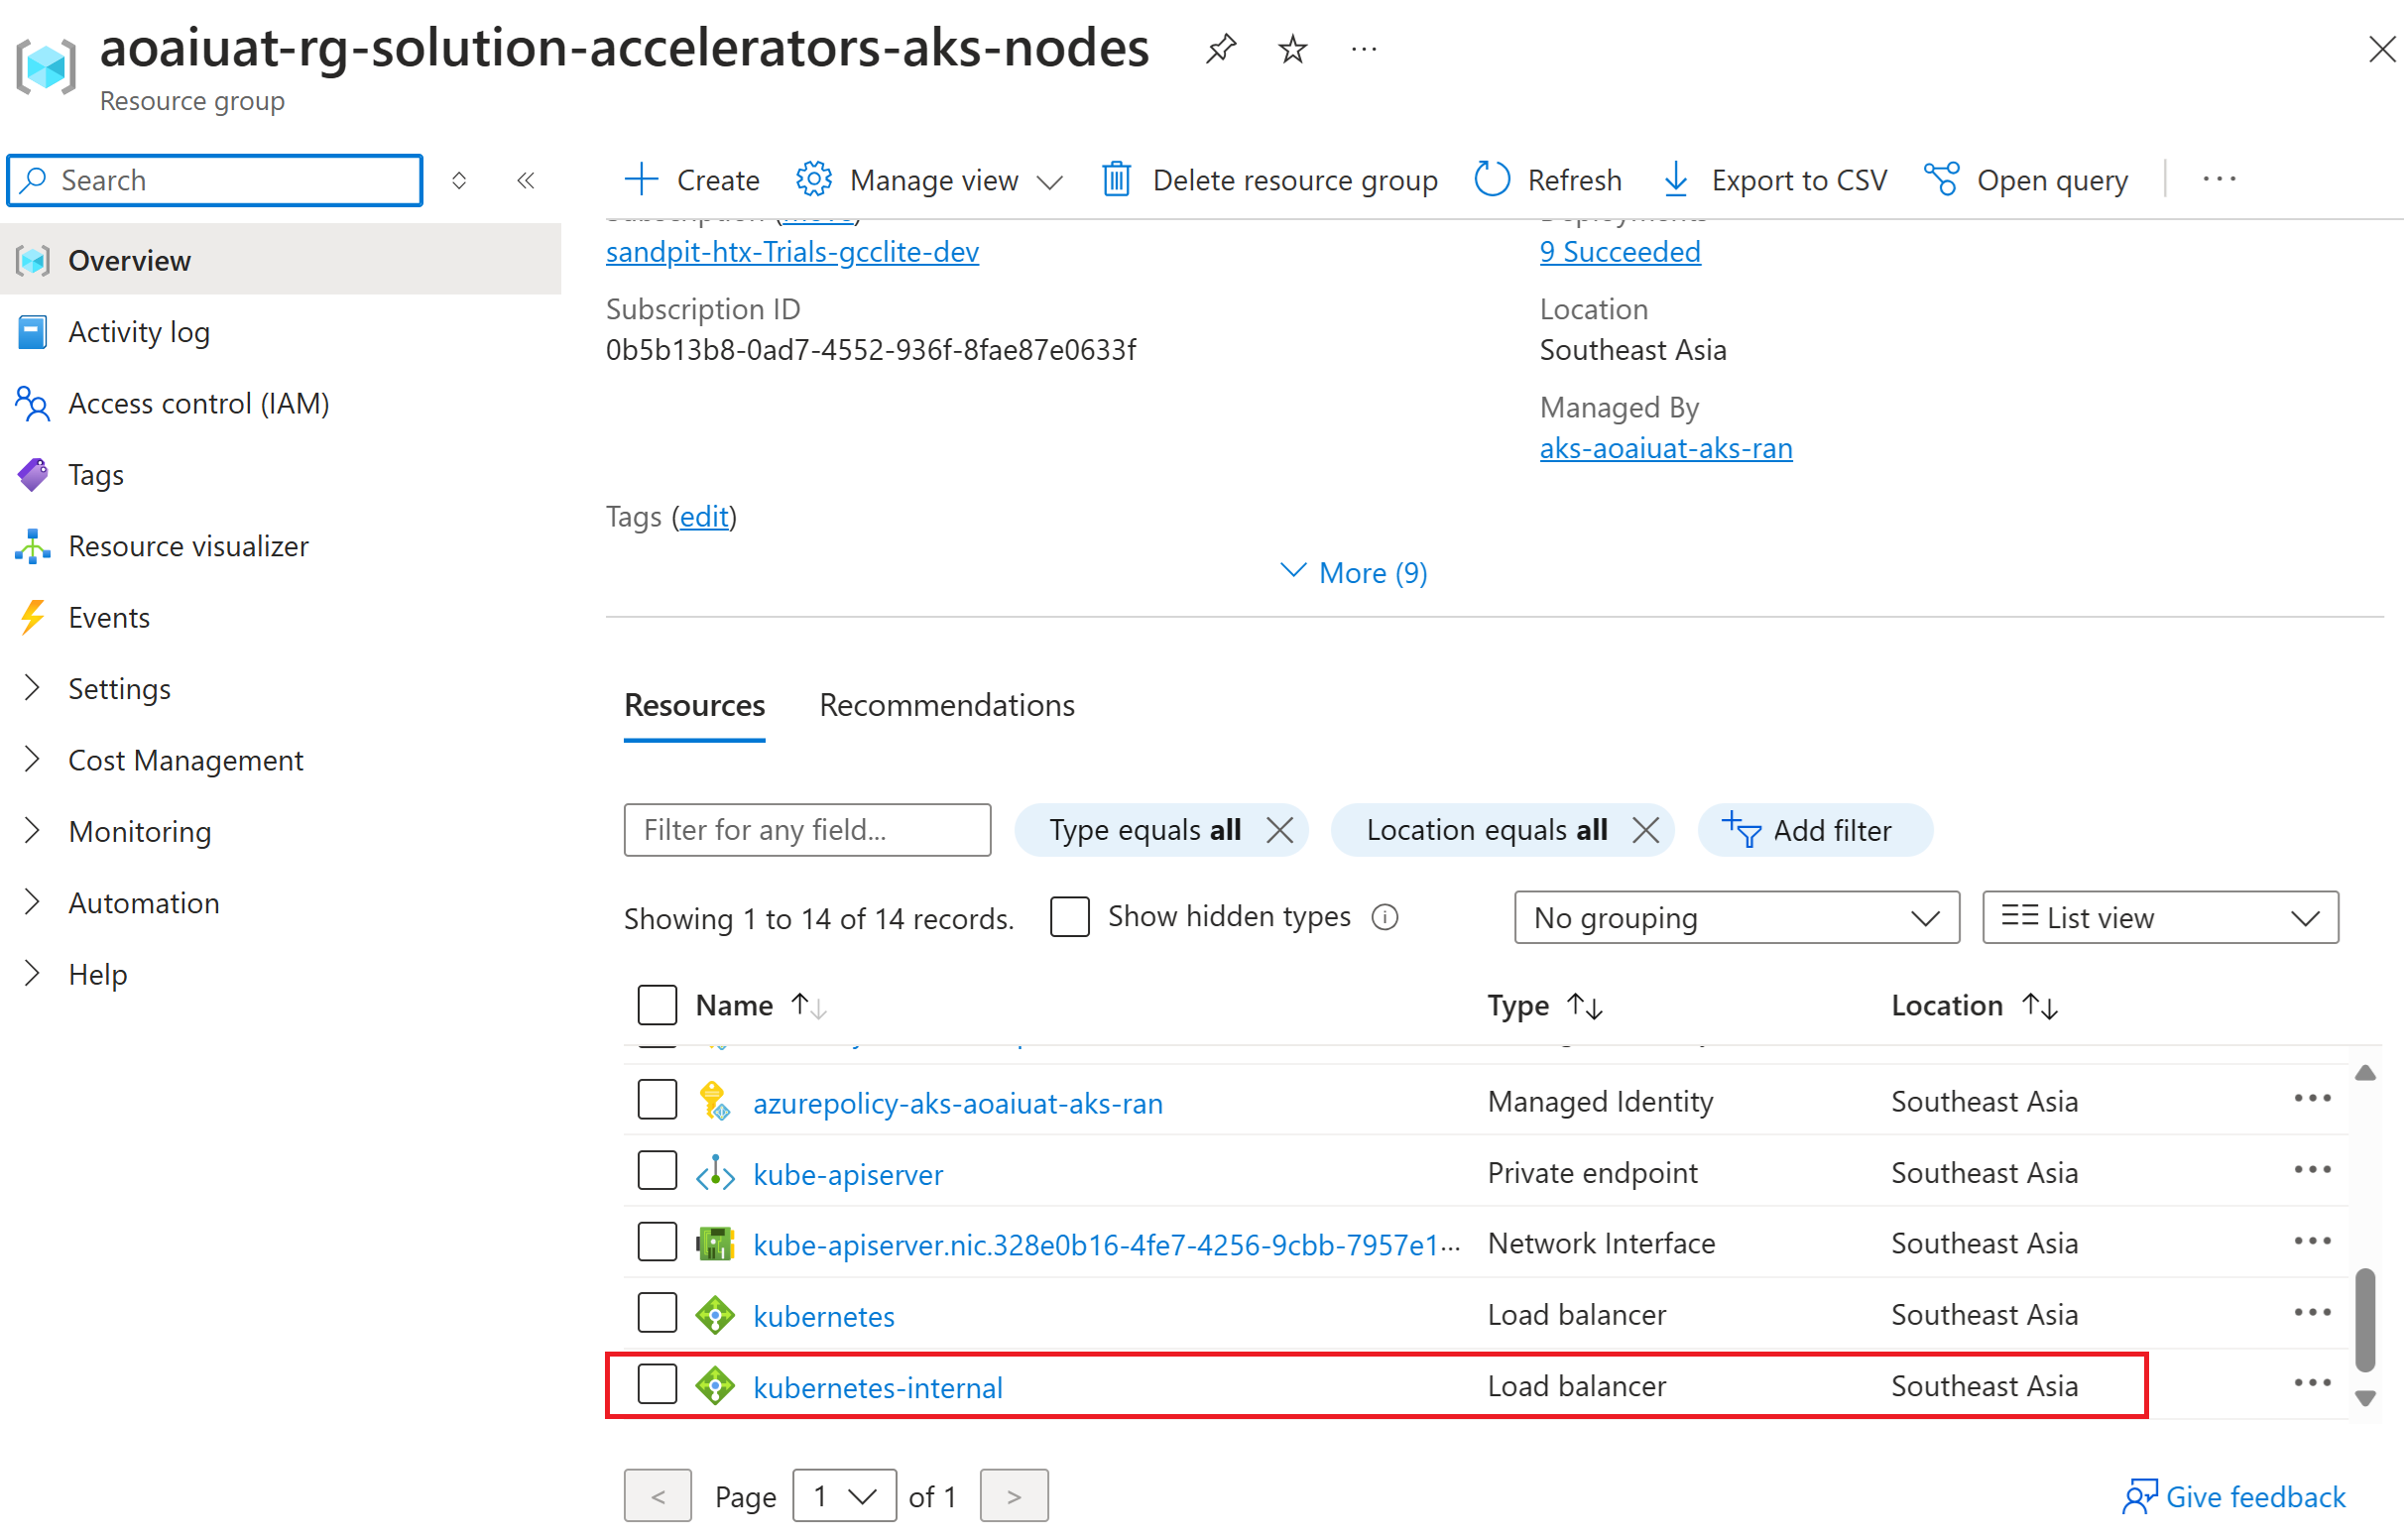 aoaiuat-rg-solution-accelerators-aks-nodes
Resource group
Search
Create
Manage view
Delete resource group
Refresh
Export to CSV
Open query
Overview
Activity log
Access control (IAM)
Tags
Resource visualizer
Events
Settings
Cost Management
Monitoring
Automation
Help
Subscription (move)
Deployments
sandpit-htx-Trials-gcclite-dev
9 Succeeded
Subscription ID
Location
0b5b13b8-0ad7-4552-936f-8fae87e0633f
Southeast Asia
Managed By
aks-aoaiuat-aks-ran
Tags (edit)
More (9)
Resources Recommendations
Filter for any field...
Type equals all
Location equals all
Add filter
Showing 1 to 14 of 14 records.
Show hidden types
No grouping
List view
Name Type Location
azurepolicy-aks-aoaiuat-aks-ran Managed Identity Southeast Asia
kube-apiserver Private endpoint Southeast Asia
kube-apiserver.nic.328e0b16-4fe7-4256-9cbb-7957e1... Network Interface Southeast Asia
kubernetes Load balancer Southeast Asia
kubernetes-internal Load balancer Southeast Asia
< Page 1 of 1 >
Give feedback